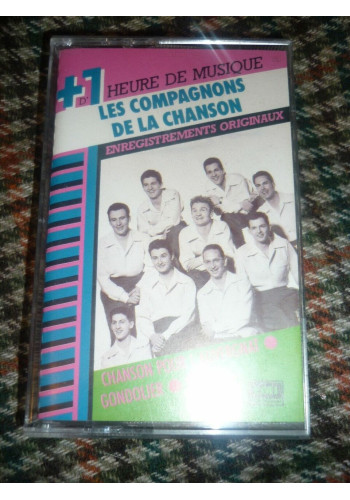 + D'1 HEURE DE MUSIQUE
LES COMPAGNONS
DE LA CHANSON
ENREGISTREMENTS ORIGINAUX
CHANSON
GONDOLIER